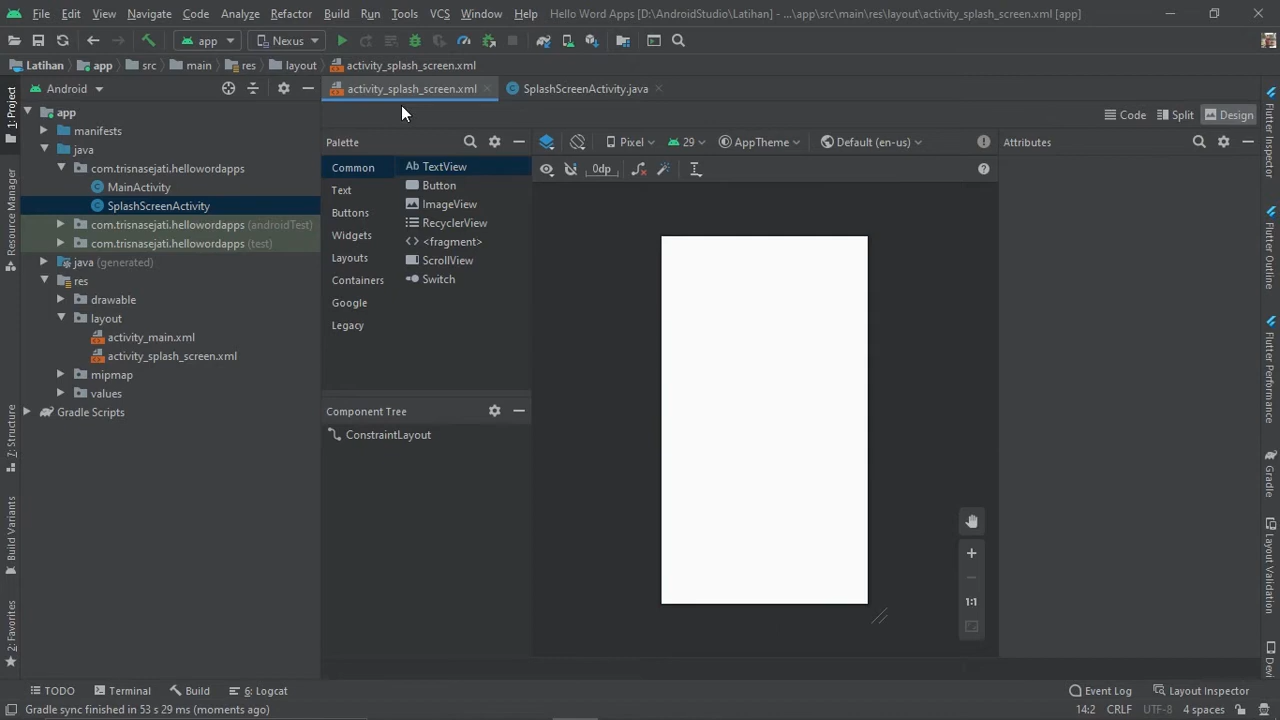 File Edit View Navigate Code Analyze Refactor Build Run Tools VCS Window Help Hello Word Apps [D:\AndroidStudio\Latihan] - ...\app\src\main\res\layout\activity_splash_screen.xml [app]
app Nexus
Latihan app src main res layout activity_splash_screen.xml
Android
activity_splash_screen.xml SplashScreenActivity.java
Code Split Design
1: Project
Resource Manager
7: Structure
Build Variants
2: Favorites
app
manifests
java
com.trisnasejati.hellowordapps
MainActivity
SplashScreenActivity
com.trisnasejati.hellowordapps (androidTest)
com.trisnasejati.hellowordapps (test)
java (generated)
res
drawable
layout
activity_main.xml
activity_splash_screen.xml
mipmap
values
Gradle Scripts
Palette
Common
Text
Buttons
Widgets
Layouts
Containers
Google
Legacy
Ab TextView
Button
ImageView
RecyclerView
<fragment>
ScrollView
Switch
Component Tree
ConstraintLayout
Pixel 29 AppTheme Default (en-us)
0dp
1:1
Attributes
Flutter Inspector
Flutter Outline
Flutter Performance
Gradle
Layout Validation
TODO Terminal Build 6: Logcat Event Log Layout Inspector
Gradle sync finished in 53 s 29 ms (moments ago) 14:2 CRLF UTF-8 4 spaces